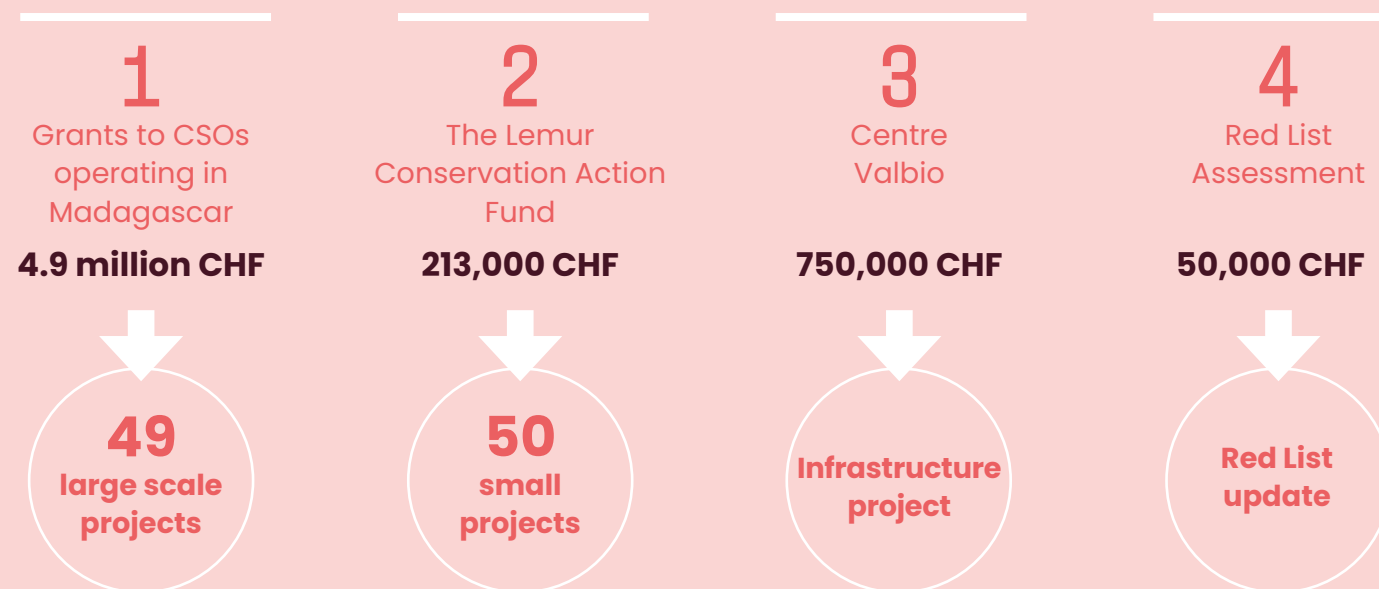 1
Grants to CSOs
operating in
Madagascar
4.9 million CHF
49
large scale
projects
2
The Lemur
Conservation Action
Fund
213,000 CHF
50
small
projects
3
Centre
Valbio
750,000 CHF
Infrastructure
project
4
Red List
Assessment
50,000 CHF
Red List
update